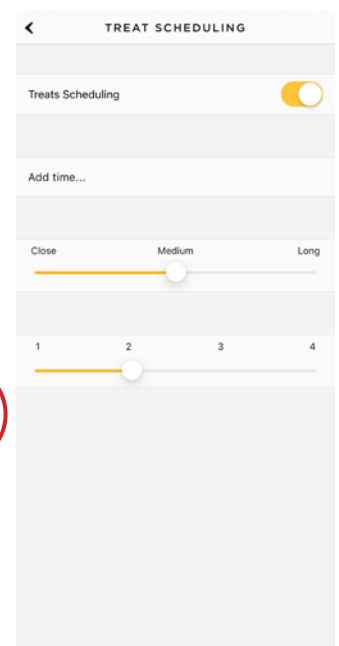 TREAT SCHEDULING
Treats Scheduling
Add time...
Close Medium Long
1 2 3 4